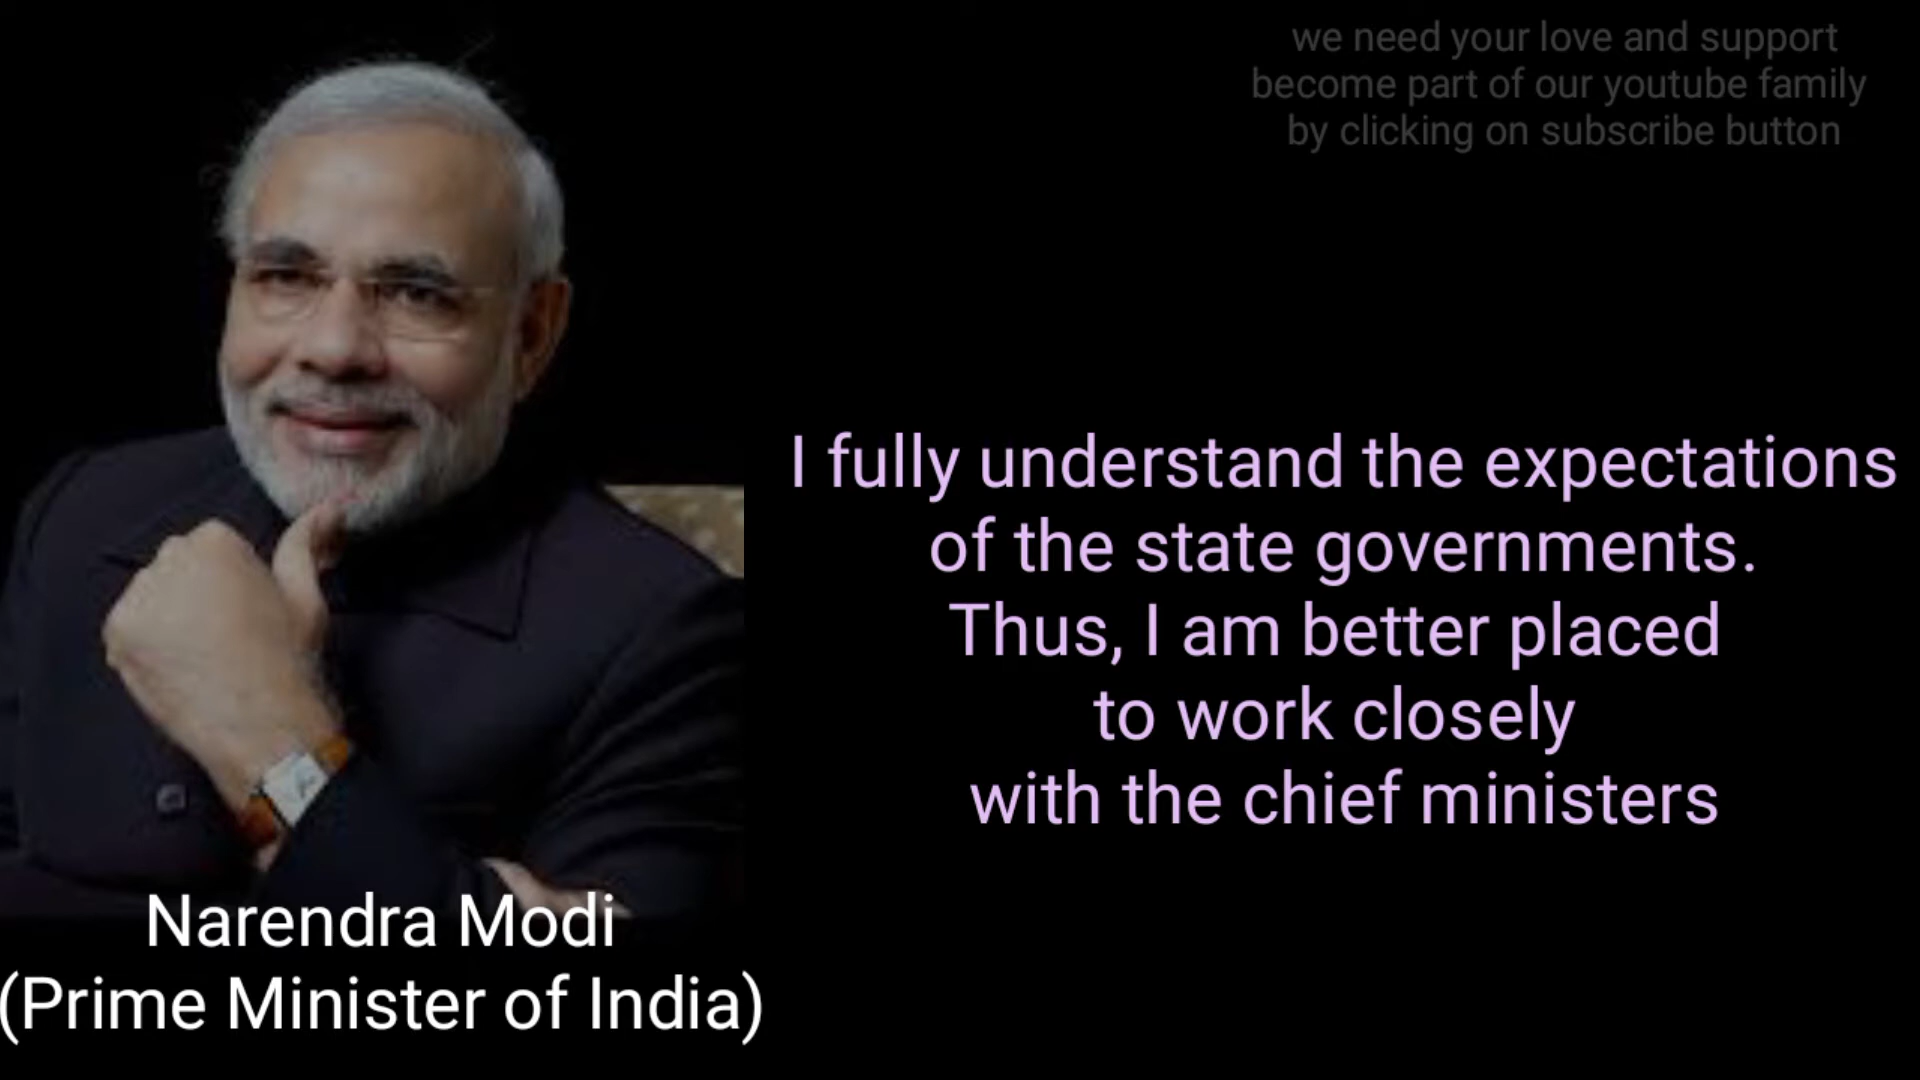 we need your love and support
become part of our youtube family
by clicking on subscribe button
I fully understand the expectations
of the state governments.
Thus, I am better placed
to work closely
with the chief ministers
Narendra Modi
(Prime Minister of India)